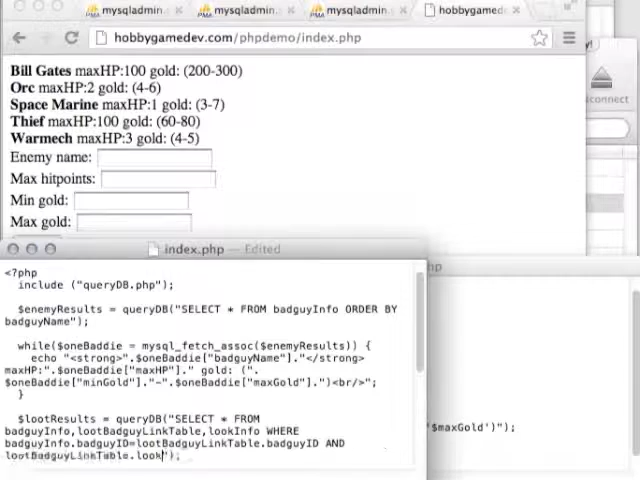 mysqladmin.
mysqladmin.
mysqladmin.
hobbygamed
hobbygamedev.com/phpdemo/index.php
Bill Gates maxHP:100 gold: (200-300)
Orc maxHP:2 gold: (4-6)
Space Marine maxHP:1 gold: (3-7)
Thief maxHP:100 gold: (60-80)
Warmech maxHP:3 gold: (4-5)
Enemy name:
Max hitpoints:
Min gold:
Max gold:
y!
connect
index.php — Edited
hp
<?php
include ("queryDB.php");
$enemyResults = queryDB("SELECT * FROM badguyInfo ORDER BY
badguyName");
while($oneBaddie = mysql_fetch_assoc($enemyResults)) {
echo "<strong>".$oneBaddie["badguyName"]."</strong>
maxHP:".$oneBaddie["maxHP"]." gold: (".
$oneBaddie["minGold"]."-".$oneBaddie["maxGold"].")<br/>";
}
$lootResults = queryDB("SELECT * FROM
badguyInfo,lootBadguyLinkTable,lookInfo WHERE
badguyInfo.badguyID=lootBadguyLinkTable.badguyID AND
lootBadguyLinkTable.look");
'$maxGold')");